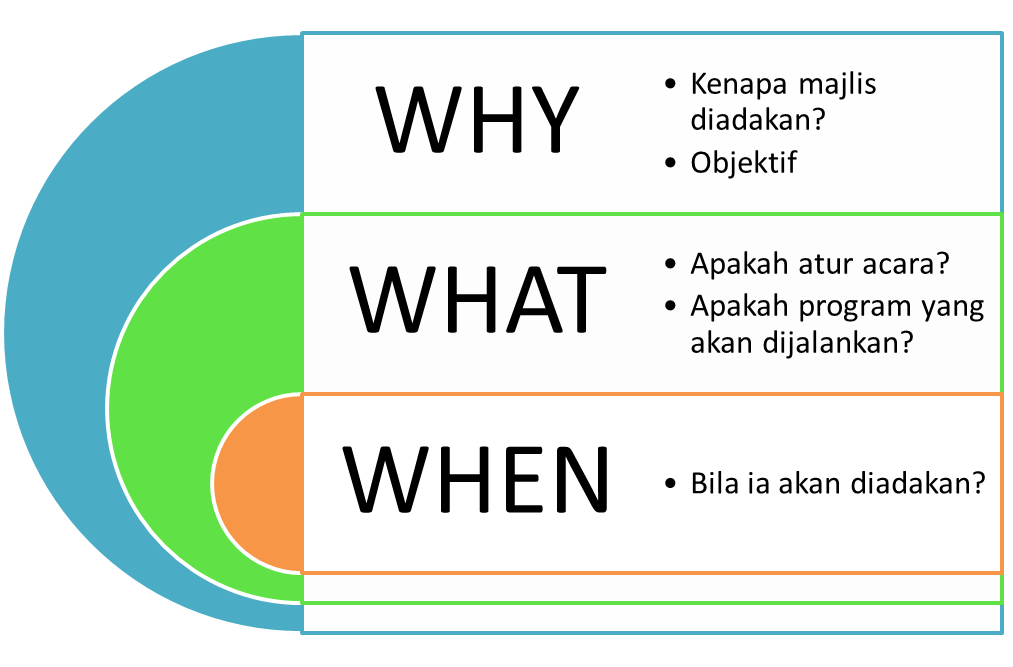 WHY
• Kenapa majlis
diadakan?
• Objektif
WHAT
• Apakah atur acara?
• Apakah program yang
akan dijalankan?
WHEN
• Bila ia akan diadakan?